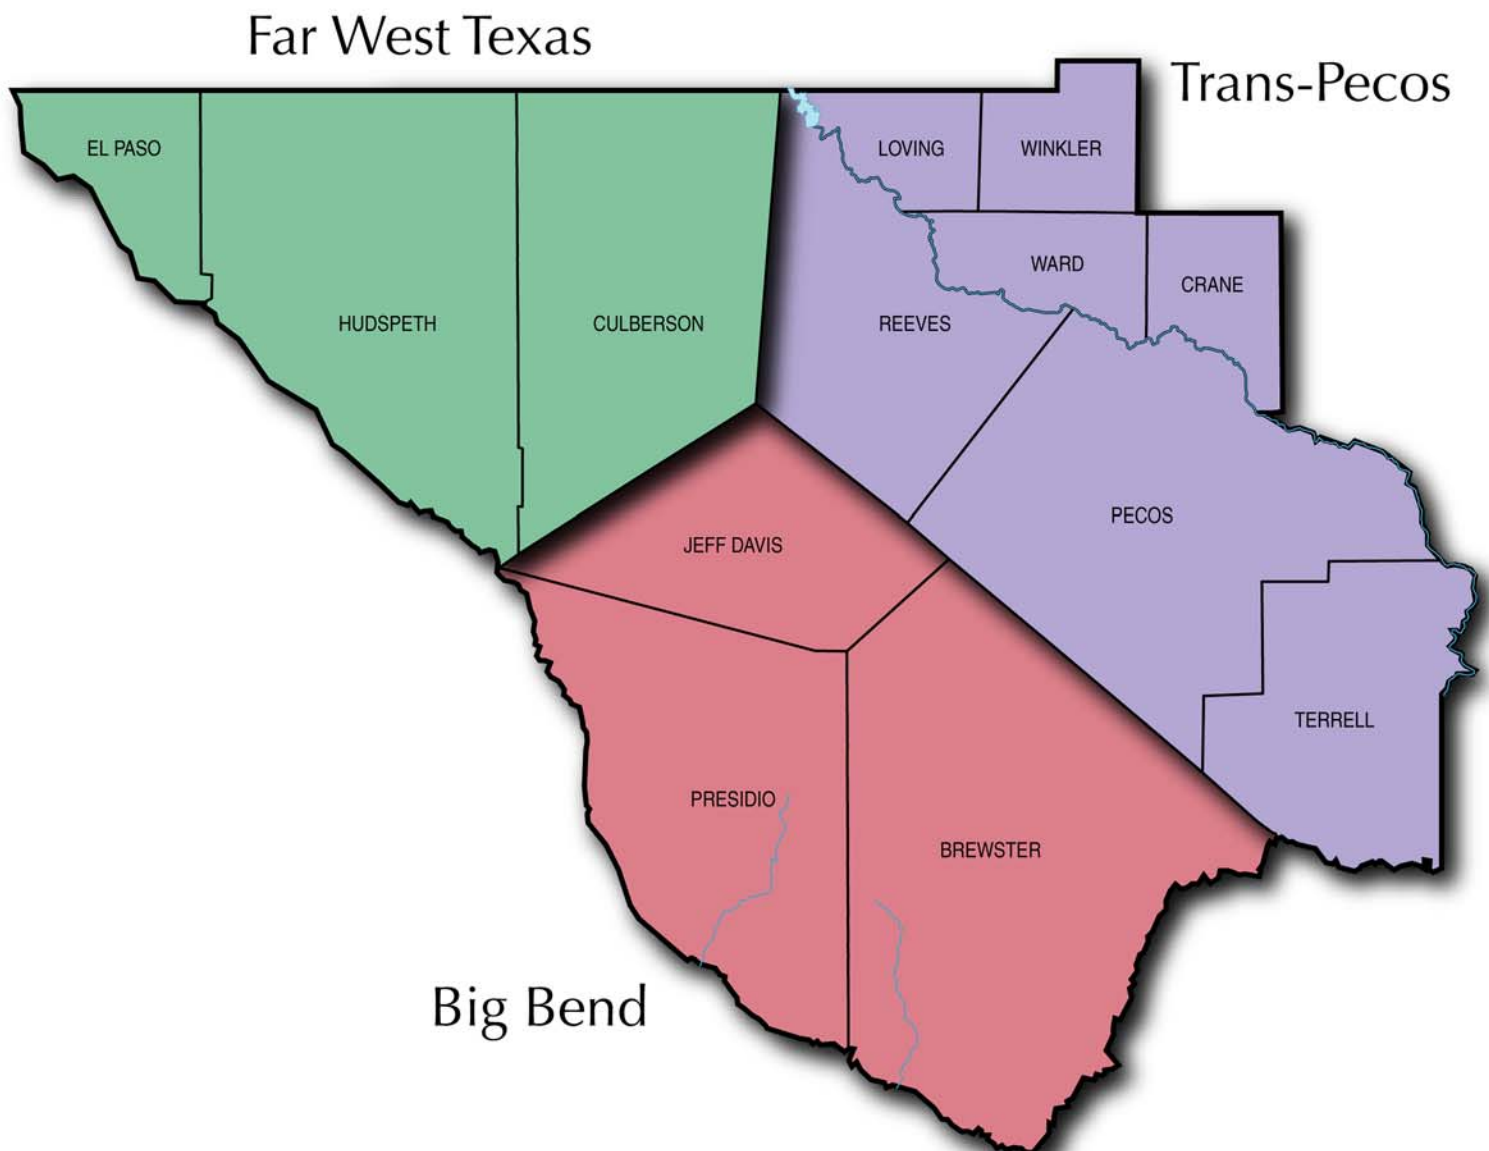 Far West Texas
Trans-Pecos
EL PASO
LOVING
WINKLER
WARD
CRANE
HUDSPETH
CULBERSON
REEVES
PECOS
JEFF DAVIS
TERRELL
PRESIDIO
BREWSTER
Big Bend